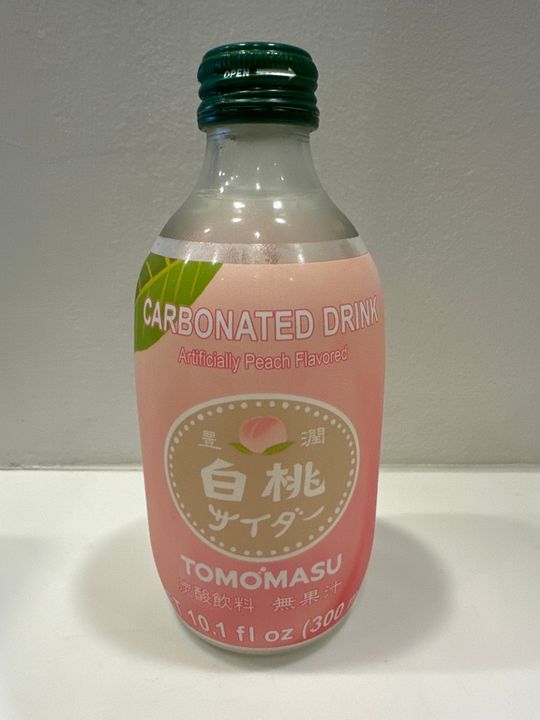 OPEN
CARBONATED DRINK
Artificially Peach Flavored
豊 潤
白桃
サイダー
TOMOMASU
炭酸飲料 無果汁
10.1 fl oz (300